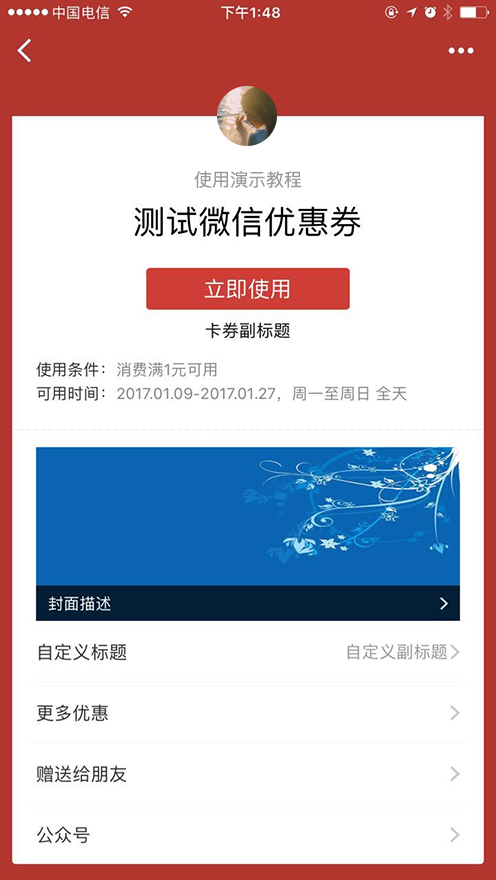 中国电信 下午1:48
使用演示教程
测试微信优惠券
立即使用
卡券副标题
使用条件：消费满1元可用
可用时间：2017.01.09-2017.01.27，周一至周日 全天
封面描述
自定义标题 自定义副标题
更多优惠
赠送给朋友
公众号